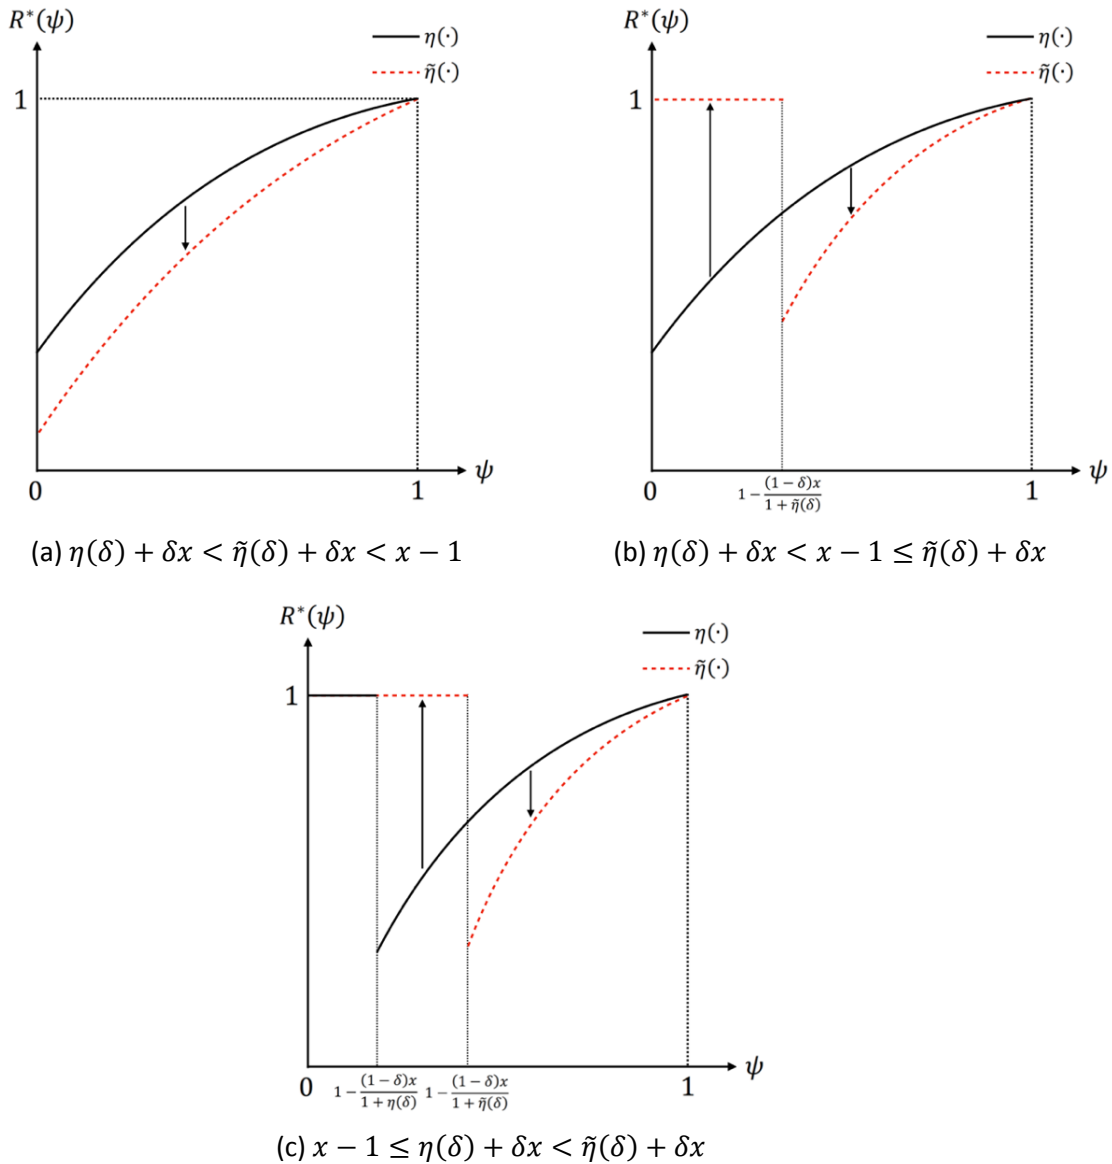 R*(ψ)
η(·)
η̃(·)
1
0
1
ψ
(a) η(δ) + δx < η̃(δ) + δx < x − 1
R*(ψ)
η(·)
η̃(·)
1
0
1 − (1 − δ)x / 1 + η̃(δ)
1
ψ
(b) η(δ) + δx < x − 1 ≤ η̃(δ) + δx
R*(ψ)
η(·)
η̃(·)
1
0
1 − (1 − δ)x / 1 + η(δ)
1 − (1 − δ)x / 1 + η̃(δ)
1
ψ
(c) x − 1 ≤ η(δ) + δx < η̃(δ) + δx